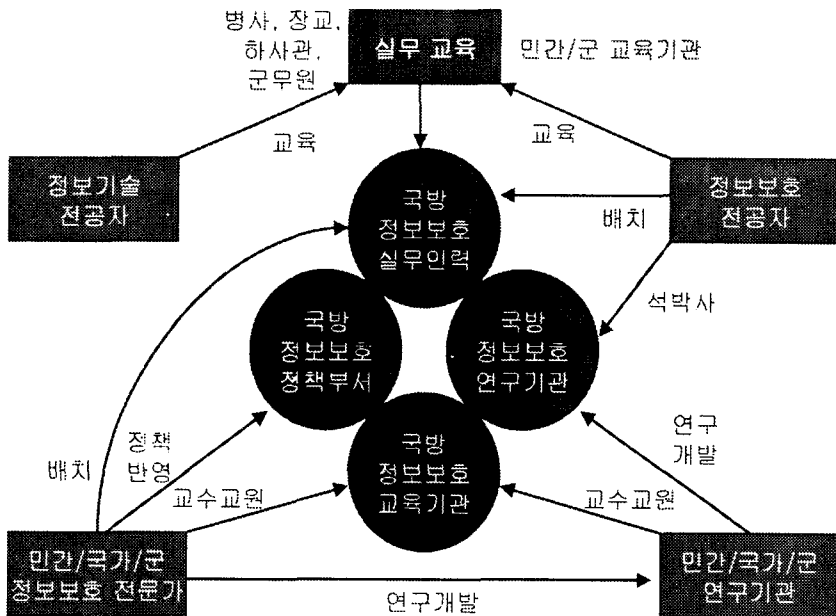 병사, 장교,
하사관,
군무원
실무 교육
민간/군 교육기관
교육
교육
정보기술
전공자
정보보호
전공자
국방
정보보호
실무인력
배치
석박사
국방
정보보호
정책부서
국방
정보보호
연구기관
정책
반영
배치
국방
정보보호
교육기관
연구
개발
교수교원
교수교원
민간/국가/군
정보보호 전문가
민간/국가/군
연구기관
연구개발